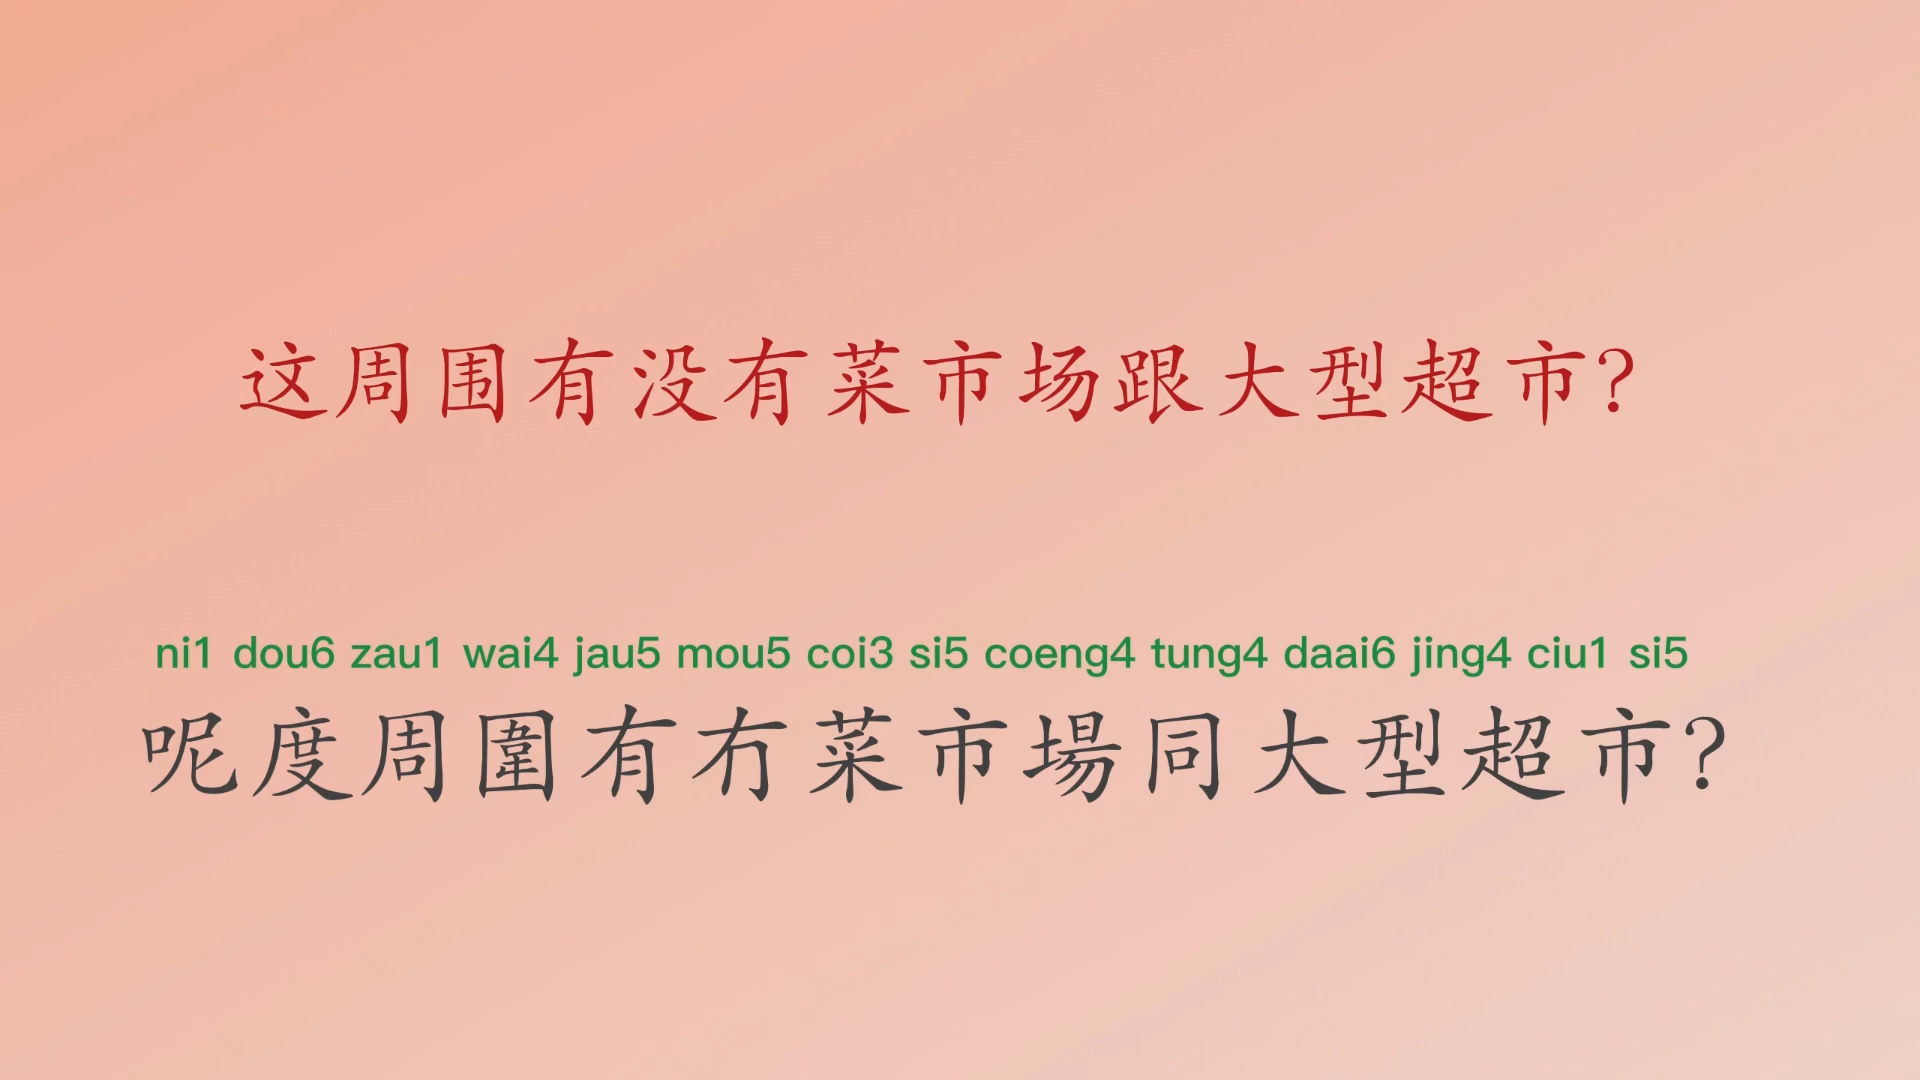 这周围有没有菜市场跟大型超市?
ni1 dou6 zau1 wai4 jau5 mou5 coi3 si5 coeng4 tung4 daai6 jing4 ciu1 si5
呢度周圍有冇菜市場同大型超市?